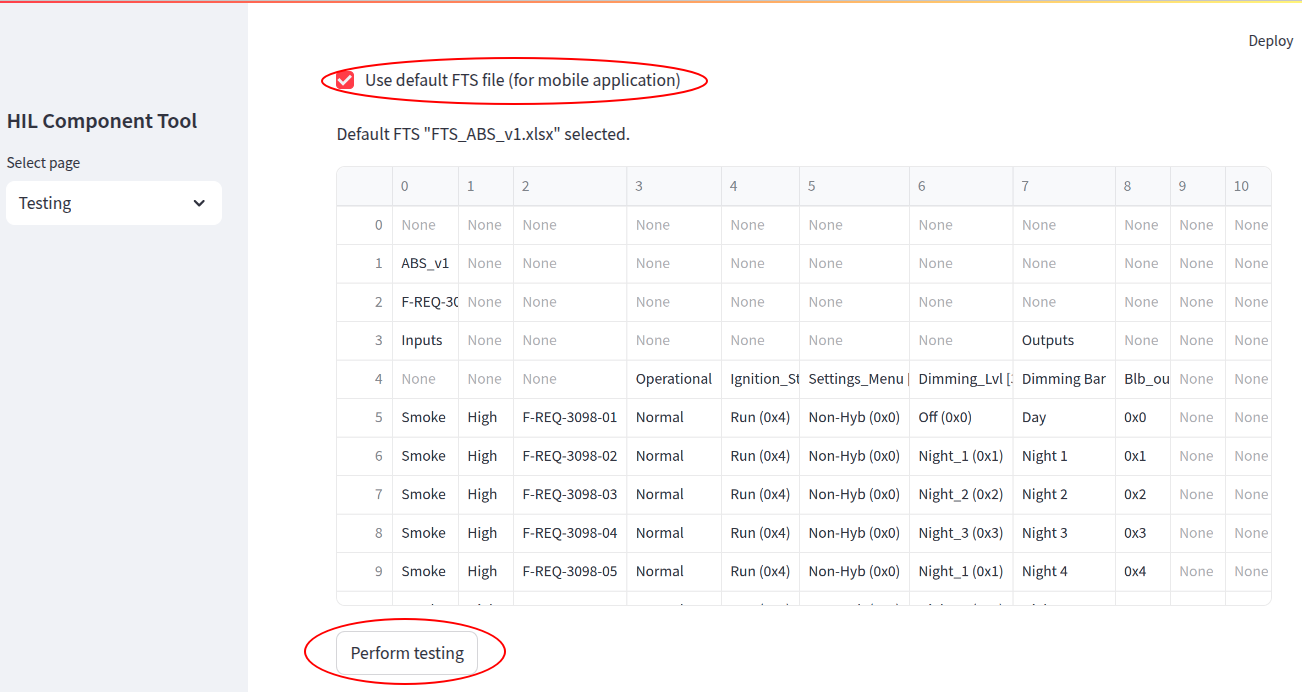 Deploy
Use default FTS file (for mobile application)
HIL Component Tool
Default FTS "FTS_ABS_v1.xlsx" selected.
Select page
Testing
0 1 2 3 4 5 6 7 8 9 10
0 None None None None None None None None None None None
1 ABS_v1 None None None None None None None None None None
2 F-REQ-30 None None None None None None None None None None
3 Inputs None None None None None None Outputs None None None
4 None None None Operational Ignition_St Settings_Menu Dimming_Lvl [ Dimming Bar Blb_ou None None
5 Smoke High F-REQ-3098-01 Normal Run (0x4) Non-Hyb (0x0) Off (0x0) Day 0x0 None None
6 Smoke High F-REQ-3098-02 Normal Run (0x4) Non-Hyb (0x0) Night_1 (0x1) Night 1 0x1 None None
7 Smoke High F-REQ-3098-03 Normal Run (0x4) Non-Hyb (0x0) Night_2 (0x2) Night 2 0x2 None None
8 Smoke High F-REQ-3098-04 Normal Run (0x4) Non-Hyb (0x0) Night_3 (0x3) Night 3 0x3 None None
9 Smoke High F-REQ-3098-05 Normal Run (0x4) Non-Hyb (0x0) Night_1 (0x1) Night 4 0x4 None None
Perform testing